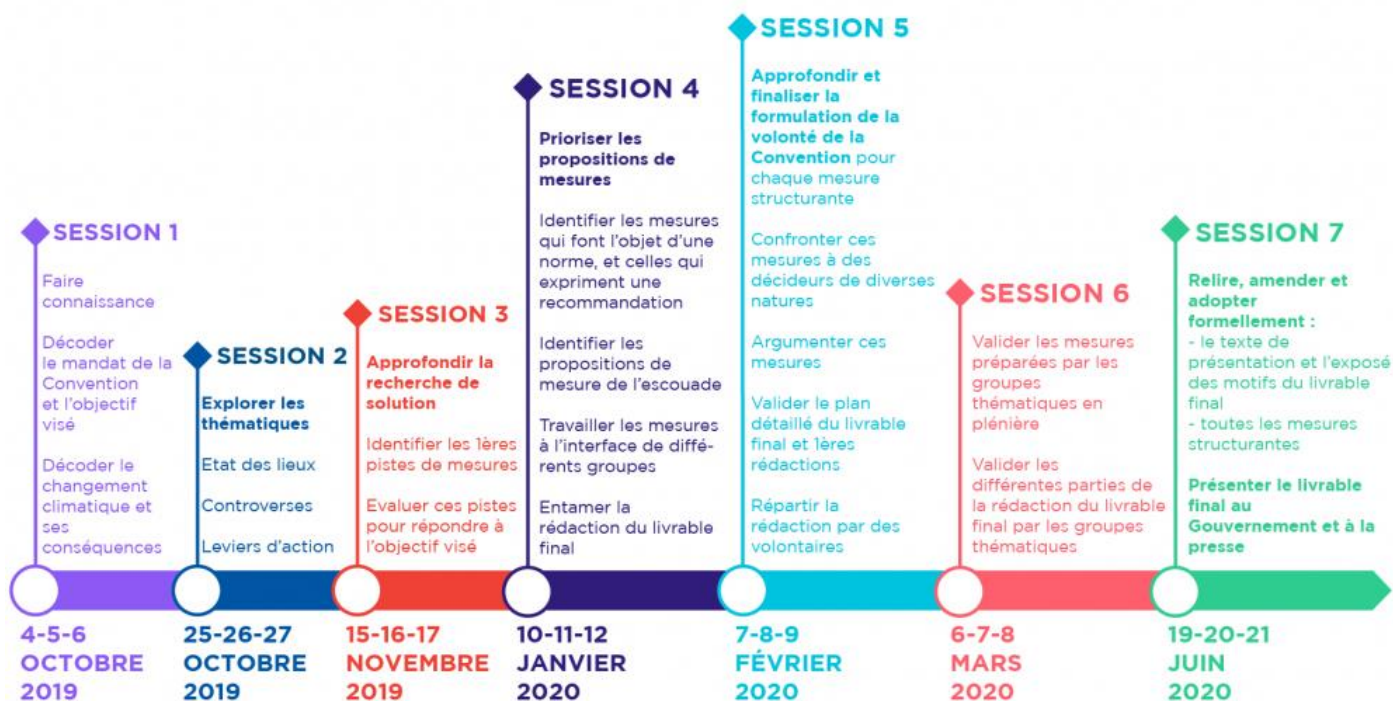 SESSION 1
Faire
connaissance
Décoder
le mandat de la
Convention
et l'objectif
visé
Décoder le
changement
climatique et
ses
conséquences
4-5-6
OCTOBRE
2019
SESSION 2
Explorer les
thématiques
Etat des lieux
Controverses
Leviers d'action
25-26-27
OCTOBRE
2019
SESSION 3
Approfondir la
recherche de
solution
Identifier les 1ères
pistes de mesures
Evaluer ces pistes
pour répondre à
l'objectif visé
15-16-17
NOVEMBRE
2019
SESSION 4
Prioriser les
propositions de
mesures
Identifier les mesures
qui font l'objet d'une
norme, et celles qui
expriment une
recommandation
Identifier les
propositions de
mesure de l'escouade
Travailler les mesures
à l'interface de diffé-
rents groupes
Entamer la
rédaction du livrable
final
10-11-12
JANVIER
2020
SESSION 5
Approfondir et
finaliser la
formulation de la
volonté de la
Convention pour
chaque mesure
structurante
Confronter ces
mesures à des
décideurs de diverses
natures
Argumenter ces
mesures
Valider le plan
détaillé du livrable
final et 1ères
rédactions
Répartir la
rédaction par des
volontaires
7-8-9
FÉVRIER
2020
SESSION 6
Valider les mesures
préparées par les
groupes
thématiques en
plénière
Valider les
différentes parties de
la rédaction du livrable
final par les groupes
thématiques
6-7-8
MARS
2020
SESSION 7
Relire, amender et
adopter
formellement :
- le texte de
présentation et l'exposé
des motifs du livrable
final
- toutes les mesures
structurantes
Présenter le livrable
final au
Gouvernement et à la
presse
19-20-21
JUIN
2020